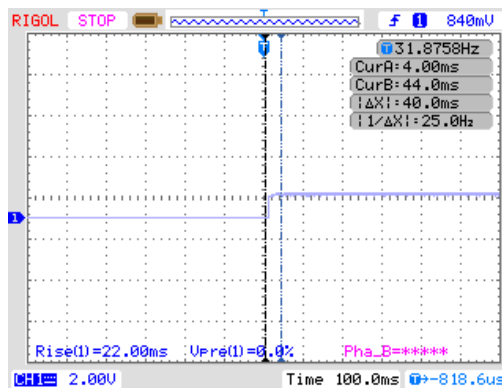 RIGOL STOP T f 1 840mV
T 31.8758Hz
CurA=4.00ms
CurB=44.0ms
|ΔX|=40.0ms
|1/ΔX|=25.0Hz
T
1
Rise(1)=22.00ms Vpre(1)=0.0% Pha_B=*****
CH1 2.00V Time 100.0ms T→-818.6us